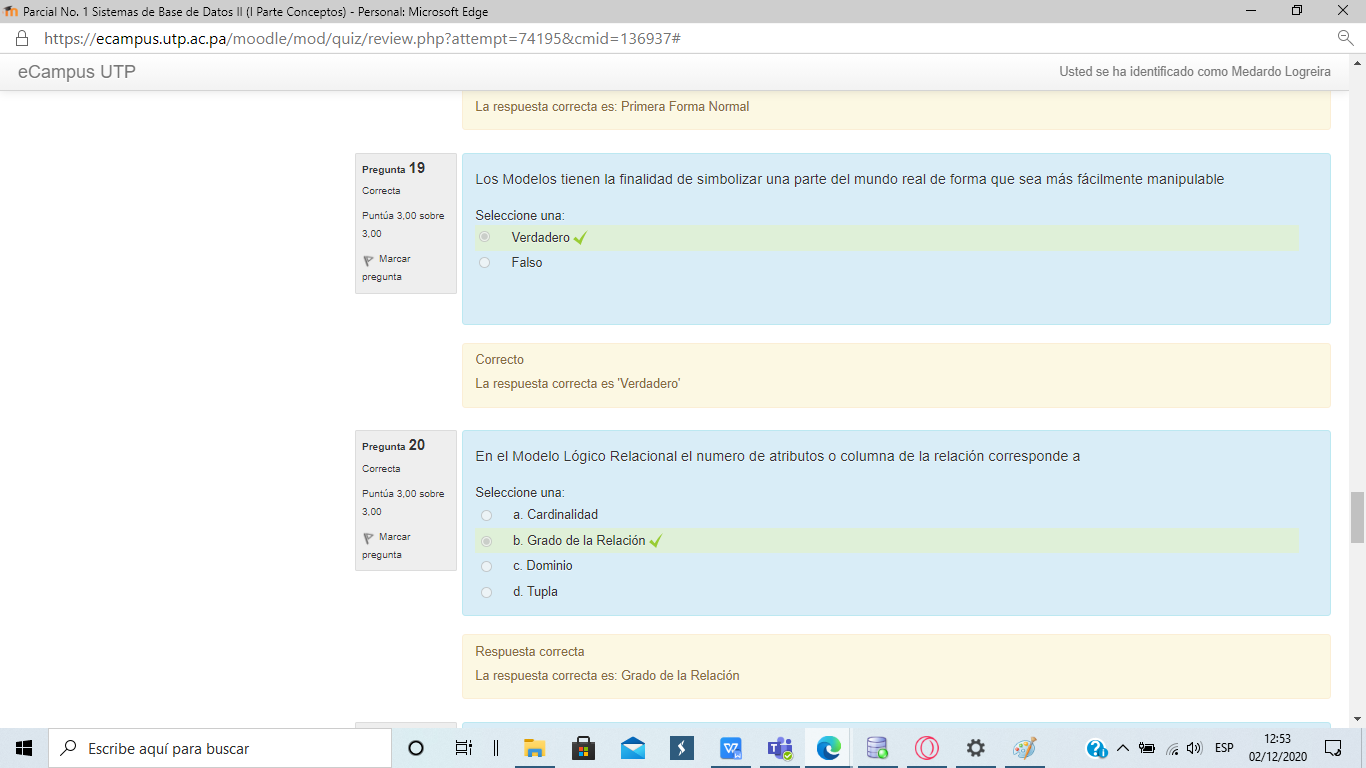 Parcial No. 1 Sistemas de Base de Datos II (I Parte Conceptos) - Personal: Microsoft Edge
https://ecampus.utp.ac.pa/moodle/mod/quiz/review.php?attempt=74195&cmid=136937#
eCampus UTP
Usted se ha identificado como Medardo Logreira
La respuesta correcta es: Primera Forma Normal
Pregunta 19
Correcta
Puntúa 3,00 sobre
3,00
Marcar
pregunta
Los Modelos tienen la finalidad de simbolizar una parte del mundo real de forma que sea más fácilmente manipulable
Seleccione una:
Verdadero
Falso
Correcto
La respuesta correcta es 'Verdadero'
Pregunta 20
Correcta
Puntúa 3,00 sobre
3,00
Marcar
pregunta
En el Modelo Lógico Relacional el numero de atributos o columna de la relación corresponde a
Seleccione una:
a. Cardinalidad
b. Grado de la Relación
c. Dominio
d. Tupla
Respuesta correcta
La respuesta correcta es: Grado de la Relación
Escribe aquí para buscar
ESP
12:53
02/12/2020